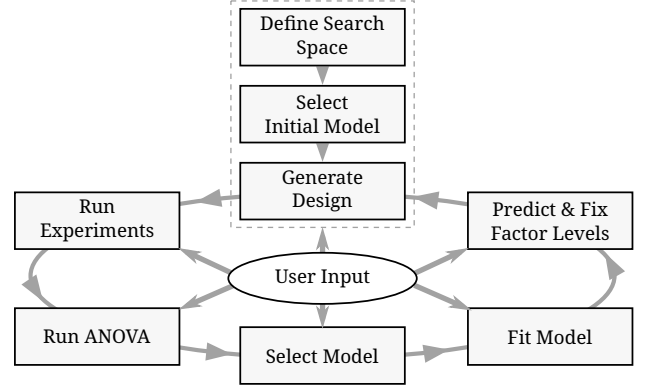 Define Search
Space
Select
Initial Model
Generate
Design
Run
Experiments
Predict & Fix
Factor Levels
User Input
Run ANOVA
Select Model
Fit Model